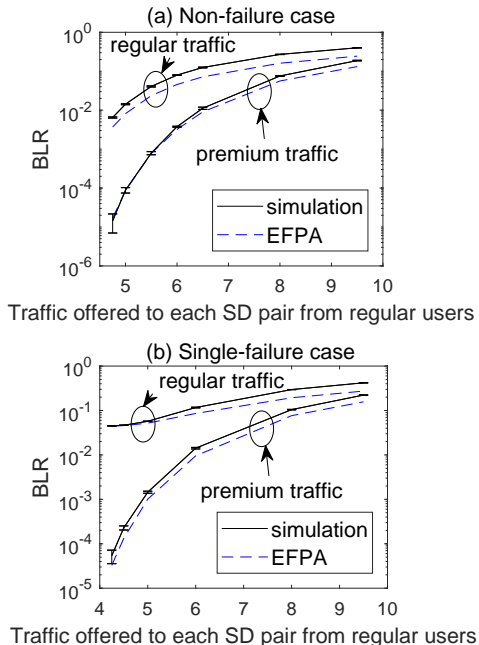 (a) Non-failure case
10^0
regular traffic
10^-2
BLR
premium traffic
10^-4
simulation
EFPA
10^-6
5 6 7 8 9 10
Traffic offered to each SD pair from regular users
(b) Single-failure case
10^0
regular traffic
10^-1
10^-2
BLR
premium traffic
10^-3
simulation
10^-4
EFPA
10^-5
4 5 6 7 8 9 10
Traffic offered to each SD pair from regular users